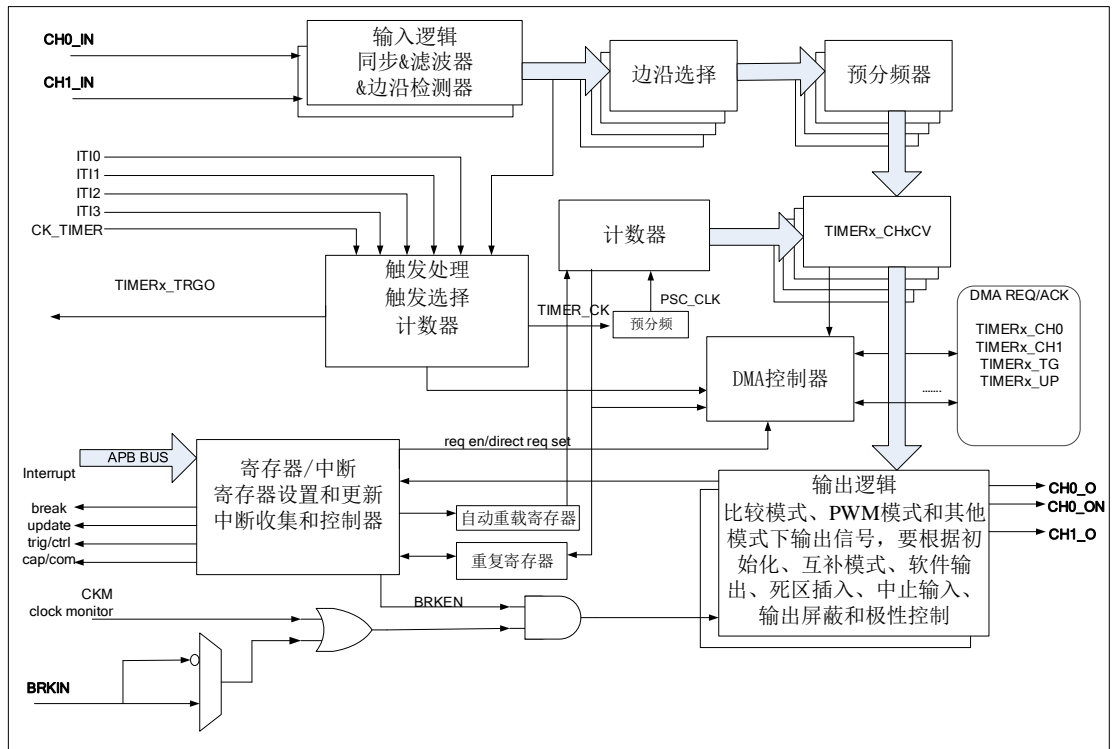 CH0_IN
CH1_IN
输入逻辑
同步&滤波器
&边沿检测器
边沿选择
预分频器
ITI0
ITI1
ITI2
ITI3
CK_TIMER
TIMERx_TRGO
触发处理
触发选择
计数器
TIMER_CK
预分频
PSC_CLK
计数器
TIMERx_CHxCV
DMA控制器
DMA REQ/ACK
TIMERx_CH0
TIMERx_CH1
TIMERx_TG
TIMERx_UP
.......
APB BUS
Interrupt
break
update
trig/ctrl
cap/com
寄存器/中断
寄存器设置和更新
中断收集和控制器
req en/direct req set
自动重载寄存器
重复寄存器
BRKEN
CKM
clock monitor
BRKIN
输出逻辑
比较模式、PWM模式和其他
模式下输出信号，要根据初
始化、互补模式、软件输
出、死区插入、中止输入、
输出屏蔽和极性控制
CH0_O
CH0_ON
CH1_O